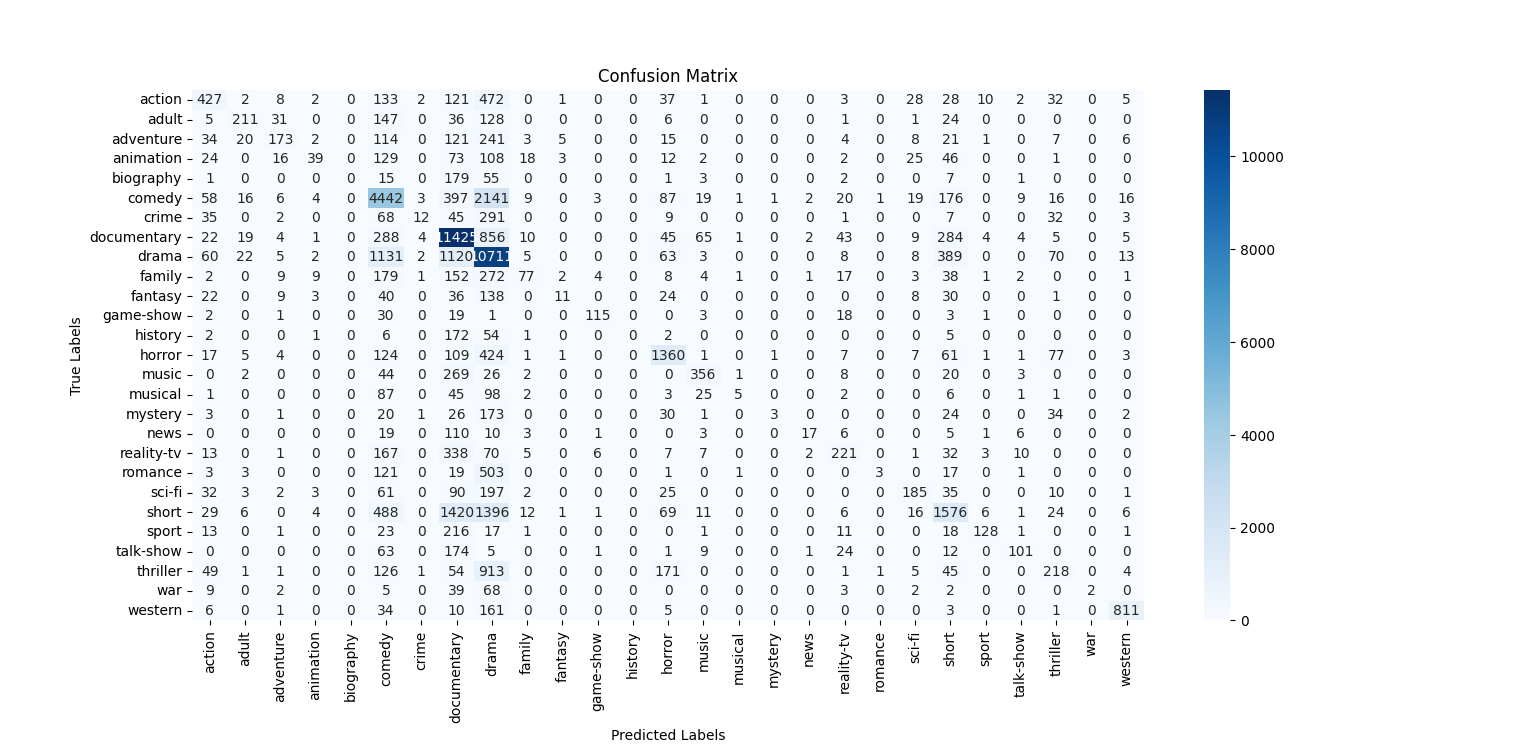 Confusion Matrix
action 427 2 8 2 0 133 2 121 472 0 1 0 0 37 1 0 0 0 3 0 28 28 10 2 32 0 5
adult 5 211 31 0 0 147 0 36 128 0 0 0 0 6 0 0 0 0 1 0 1 24 0 0 0 0 0
adventure 34 20 173 2 0 114 0 121 241 3 5 0 0 15 0 0 0 0 4 0 8 21 1 0 7 0 6
animation 24 0 16 39 0 129 0 73 108 18 3 0 0 12 2 0 0 0 2 0 25 46 0 0 1 0 0
biography 1 0 0 0 0 15 0 179 55 0 0 0 0 1 3 0 0 0 2 0 0 7 0 1 0 0 0
comedy 58 16 6 4 0 4442 3 397 2141 9 0 3 0 87 19 1 1 2 20 1 19 176 0 9 16 0 16
crime 35 0 2 0 0 68 12 45 291 0 0 0 0 9 0 0 0 0 1 0 0 7 0 0 32 0 3
documentary 22 19 4 1 0 288 4 11425 856 10 0 0 0 45 65 1 0 2 43 0 9 284 4 4 5 0 5
drama 60 22 5 2 0 1131 2 1120 10711 5 0 0 0 63 3 0 0 0 8 0 8 389 0 0 70 0 13
family 2 0 9 9 0 179 1 152 272 77 2 4 0 8 4 1 0 1 17 0 3 38 1 2 0 0 1
fantasy 22 0 9 3 0 40 0 36 138 0 11 0 0 24 0 0 0 0 0 0 8 30 0 0 1 0 0
game-show 2 0 1 0 0 30 0 19 1 0 0 115 0 0 3 0 0 0 18 0 0 3 1 0 0 0 0
history 2 0 0 1 0 6 0 172 54 1 0 0 0 2 0 0 0 0 0 0 0 5 0 0 0 0 0
horror 17 5 4 0 0 124 0 109 424 1 1 0 0 1360 1 0 1 0 7 0 7 61 1 1 77 0 3
music 0 2 0 0 0 44 0 269 26 2 0 0 0 0 356 1 0 0 8 0 0 20 0 3 0 0 0
musical 1 0 0 0 0 87 0 45 98 2 0 0 0 3 25 5 0 0 2 0 0 6 0 1 1 0 0
mystery 3 0 1 0 0 20 1 26 173 0 0 0 0 30 1 0 3 0 0 0 0 24 0 0 34 0 2
news 0 0 0 0 0 19 0 110 10 3 0 1 0 0 3 0 0 17 6 0 0 5 1 6 0 0 0
reality-tv 13 0 1 0 0 167 0 338 70 5 0 6 0 7 7 0 0 2 221 0 1 32 3 10 0 0 0
romance 3 3 0 0 0 121 0 19 503 0 0 0 0 1 0 1 0 0 0 3 0 17 0 1 0 0 0
sci-fi 32 3 2 3 0 61 0 90 197 2 0 0 0 25 0 0 0 0 0 0 185 35 0 0 10 0 1
short 29 6 0 4 0 488 0 1420 1396 12 1 1 0 69 11 0 0 0 6 0 16 1576 6 1 24 0 6
sport 13 0 1 0 0 23 0 216 17 1 0 0 0 0 1 0 0 0 11 0 0 18 128 1 0 0 1
talk-show 0 0 0 0 0 63 0 174 5 0 0 1 0 1 9 0 0 1 24 0 0 12 0 101 0 0 0
thriller 49 1 1 0 0 126 1 54 913 0 0 0 0 171 0 0 0 0 1 1 5 45 0 0 218 0 4
war 9 0 2 0 0 5 0 39 68 0 0 0 0 0 0 0 0 0 3 0 2 2 0 0 0 2 0
western 6 0 1 0 0 34 0 10 161 0 0 0 0 5 0 0 0 0 0 0 0 3 0 0 1 0 811
action adult adventure animation biography comedy crime documentary drama family fantasy game-show history horror music musical mystery news reality-tv romance sci-fi short sport talk-show thriller war western
Predicted Labels
True Labels
10000
8000
6000
4000
2000
0